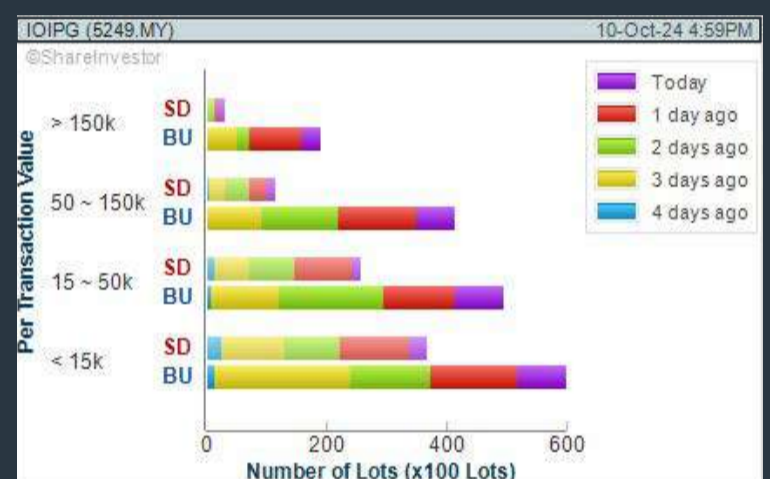 IOIPG (5249.MY) 10-Oct-24 4:59PM
©ShareInvestor
Today
1 day ago
2 days ago
3 days ago
4 days ago
Per Transaction Value
> 150k
SD
BU
50 ~ 150k
SD
BU
15 ~ 50k
SD
BU
< 15k
SD
BU
0 200 400 600
Number of Lots (x100 Lots)